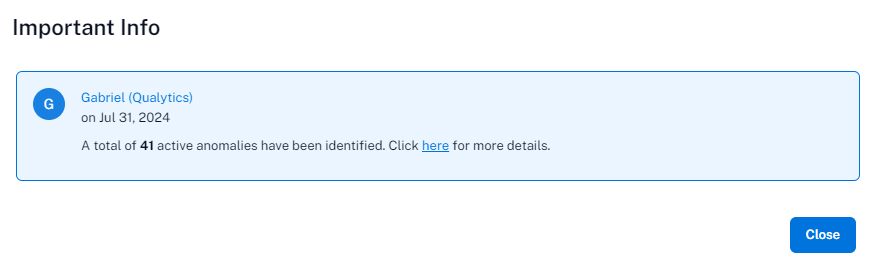 Important Info
G
Gabriel (Qualytics)
on Jul 31, 2024
A total of 41 active anomalies have been identified. Click here for more details.
Close